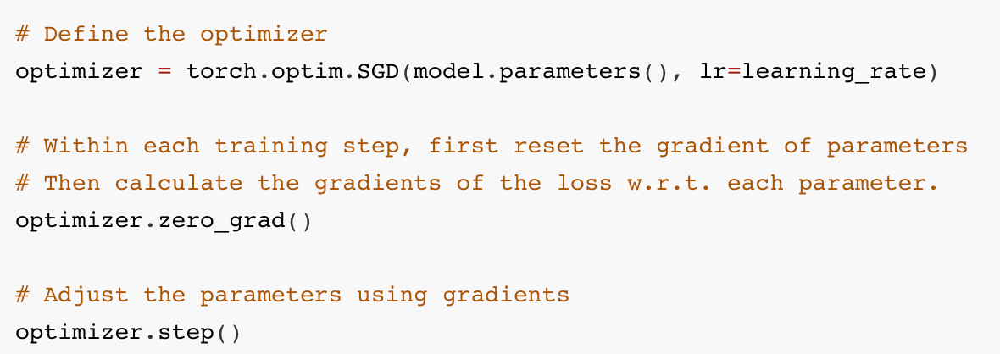 # Define the optimizer
optimizer = torch.optim.SGD(model.parameters(), lr=learning_rate)
# Within each training step, first reset the gradient of parameters
# Then calculate the gradients of the loss w.r.t. each parameter.
optimizer.zero_grad()
# Adjust the parameters using gradients
optimizer.step()